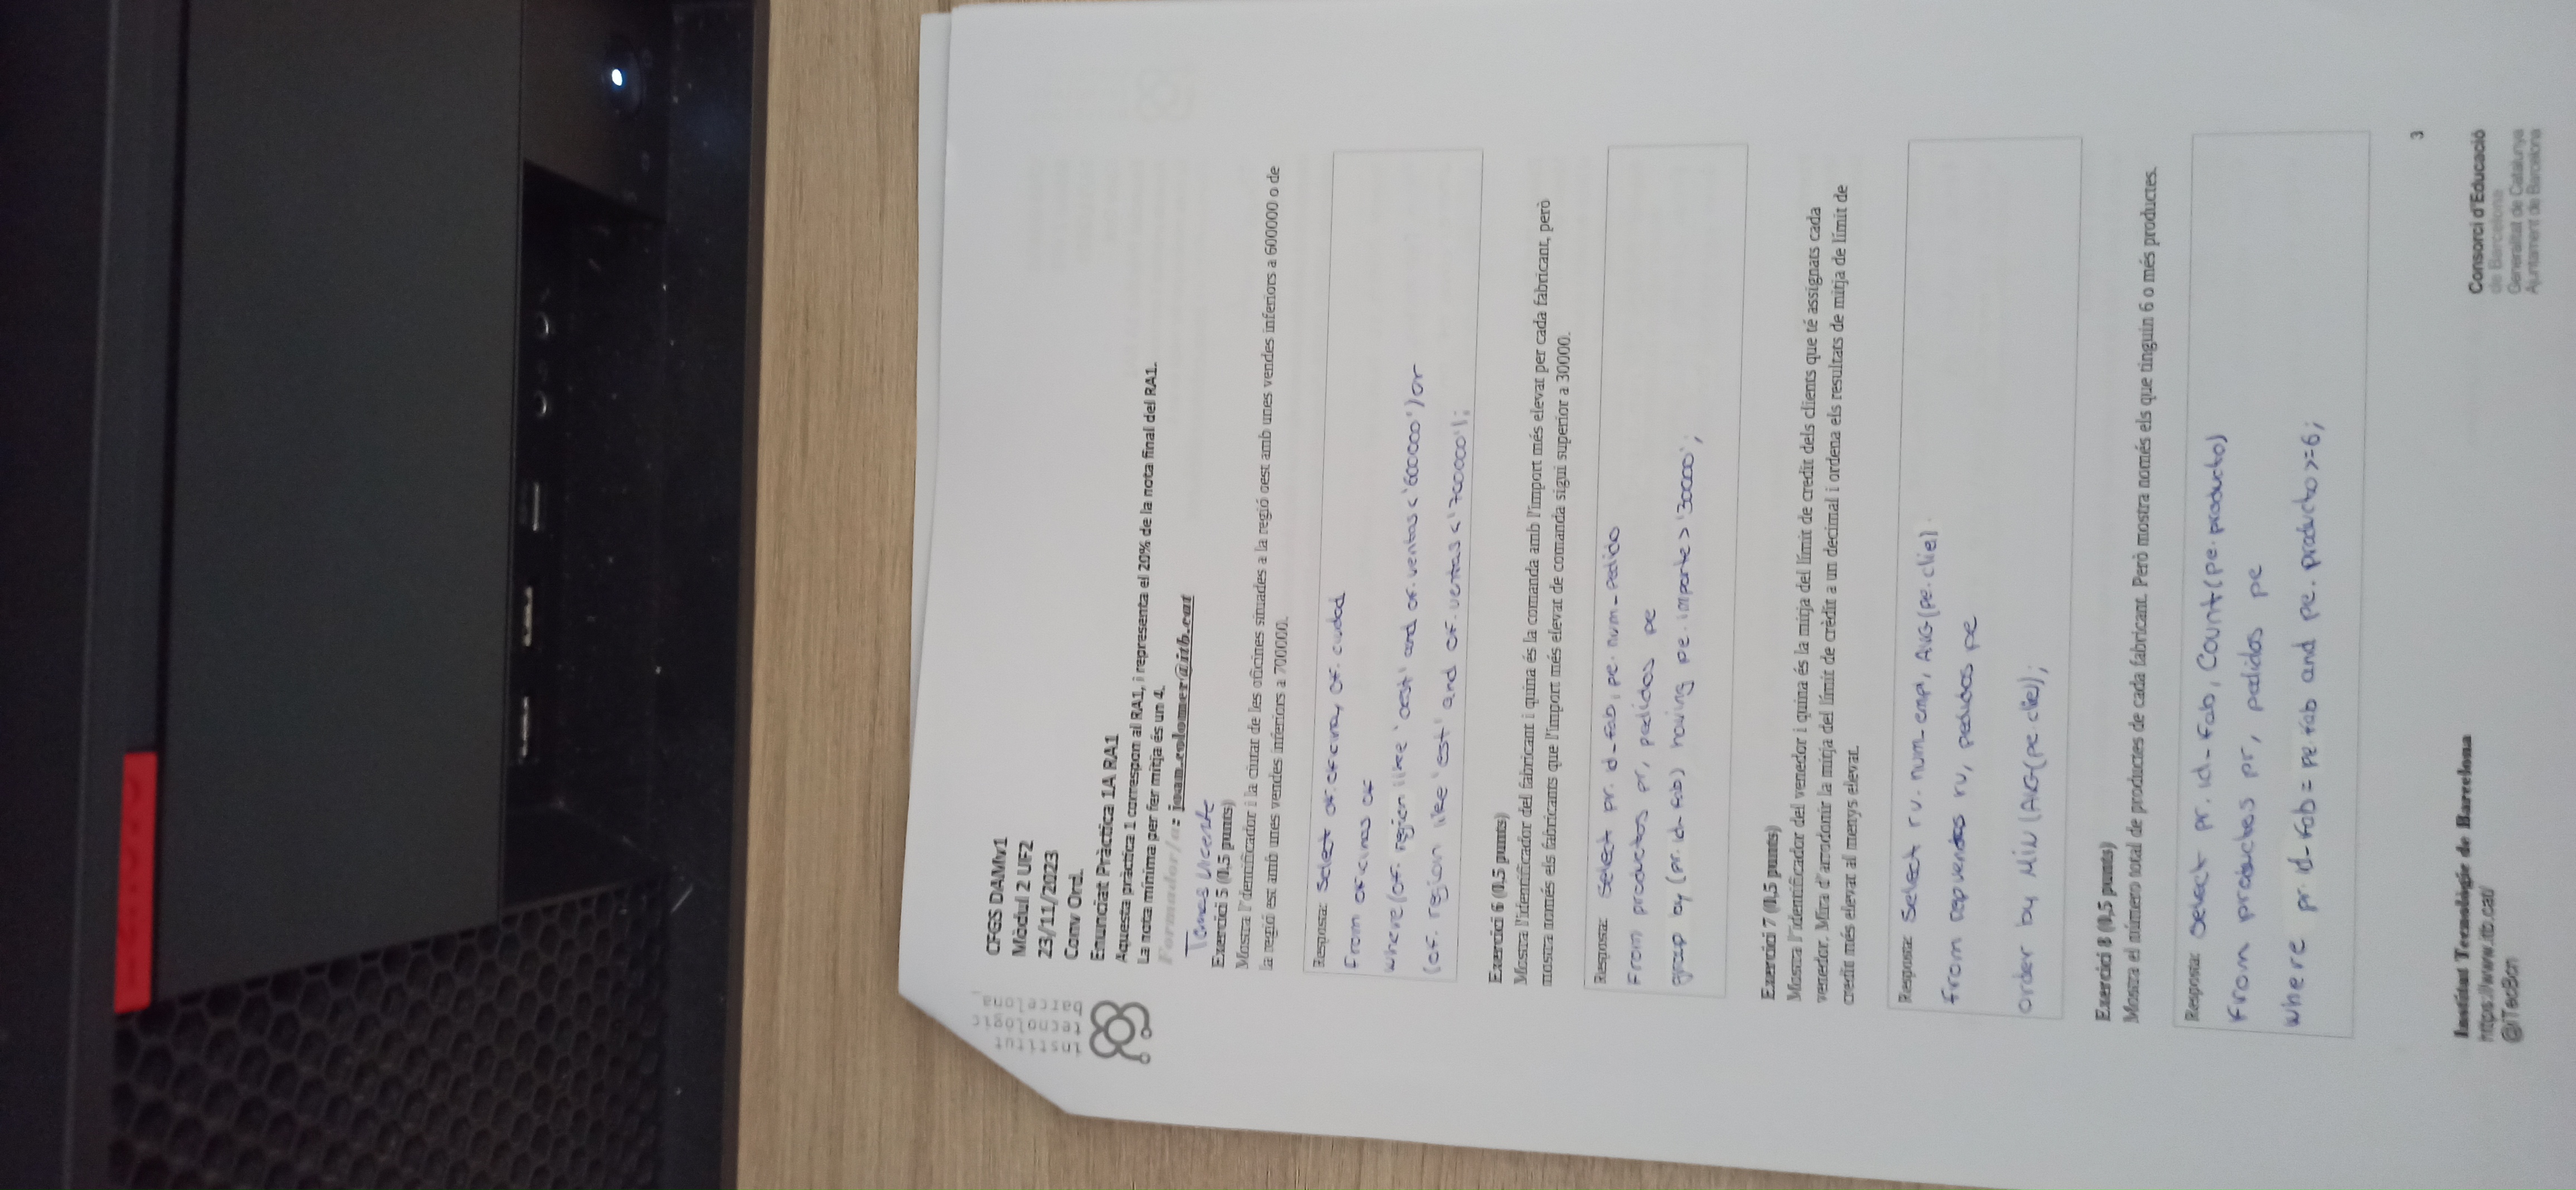 institut
tecnològic
barcelona_
CFGS DAMv1
Mòdul 2 UF2
23/11/2023
Conv Ord.
Enunciat Pràctica 1A RA1
Aquesta pràctica 1 correspon al RA1, i representa el 20% de la nota final del RA1.
La nota mínima per fer mitja és un 4.
Formador/a: joan.colomer@itb.cat
Tomas Vicente
Exercici 5 (0,5 punts)
Mostra l'dentificador i la ciutat de les oficines situades a la regió oest amb unes vendes inferiors a 600000 o de
la regió est amb unes vendes inferiors a 700000.
Resposta: Select of.oficina, of.ciudad
From oficinas of
where (of.region like 'oest' and of.ventas < '600000') or
(of.region like 'est' and of.ventas < '700000');
Exercici 6 (0,5 punts)
Mostra l'identificador del fabricant i quina és la comanda amb l'import més elevat per cada fabricant, però
mostra només els fabricants que l'import més elevat de comanda sigui superior a 30000.
Resposta: Select pr.id_fab, pe.num_pedido
From productos pr, pedidos pe
group by (pr.id_fab) having pe.importe > '30000';
Exercici 7 (0,5 punts)
Mostra l'identificador del venedor i quina és la mitja del límit de credit dels clients que té assignats cada
venedor. Mira d'arrodonir la mitja del límit de crèdit a un decimal i ordena els resultats de mitja de límit de
credit més elevat al menys elevat.
Resposta: Select rv.num_emp, AVG(pe.clie)
From repventas rv, pedidos pe
order by MIN (AVG(pe.clie));
Exercici 8 (0,5 punts)
Mostra el número total de productes de cada fabricant. Però mostra només els que tinguin 6 o més productes.
Resposta: Select pr.id_fab, Count(pe.producto)
From productos pr, pedidos pe
where pr.id_fab = pe.fab and pe.producto >=6;
3
Institut Tecnològic de Barcelona
https://www.itb.cat/
@iTecBcn
Consorci d'Educació
de Barcelona
Generalitat de Catalunya
Ajuntament de Barcelona